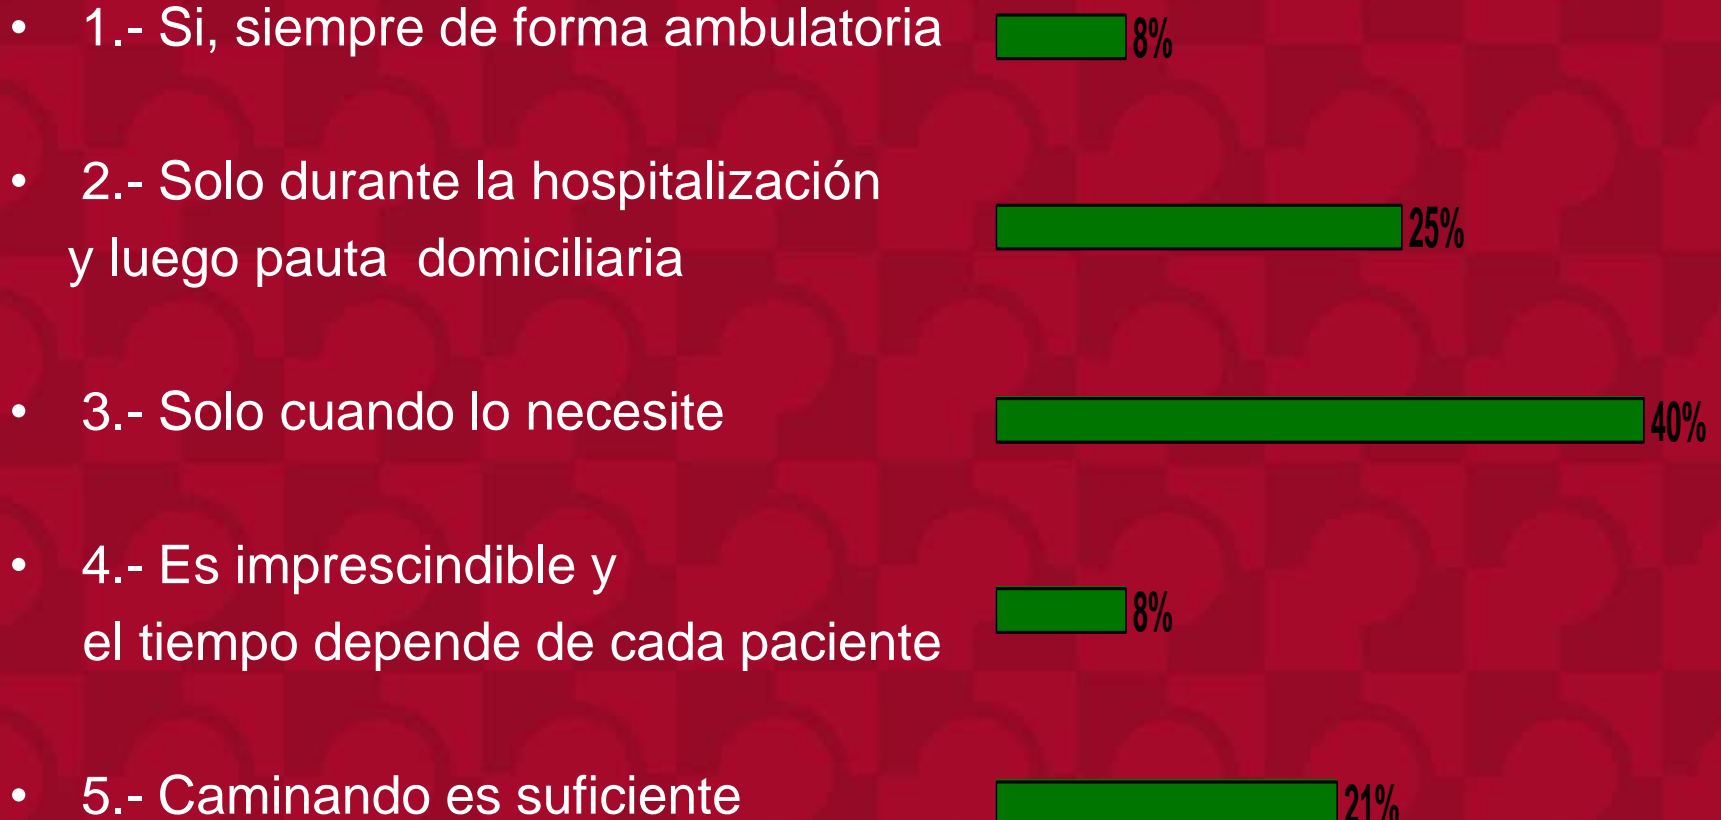 • 1.- Si, siempre de forma ambulatoria 8%
• 2.- Solo durante la hospitalización
y luego pauta domiciliaria 25%
• 3.- Solo cuando lo necesite 40%
• 4.- Es imprescindible y
el tiempo depende de cada paciente 8%
• 5.- Caminando es suficiente 21%